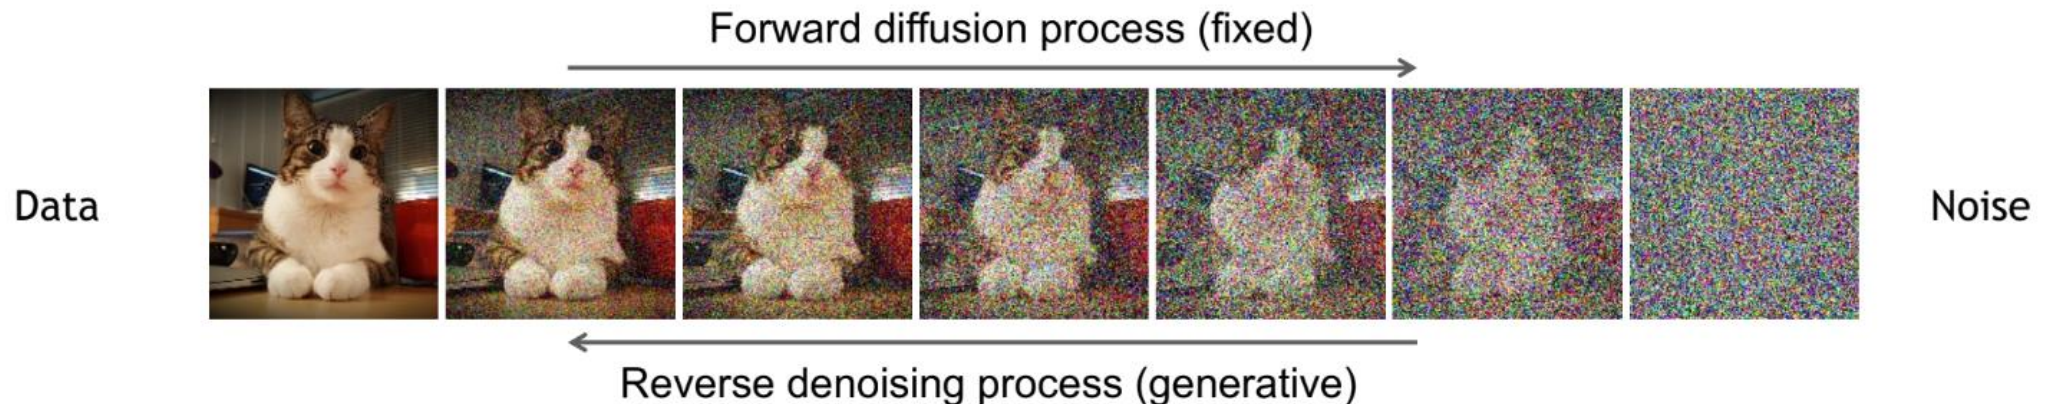 Forward diffusion process (fixed)
Data
Noise
Reverse denoising process (generative)